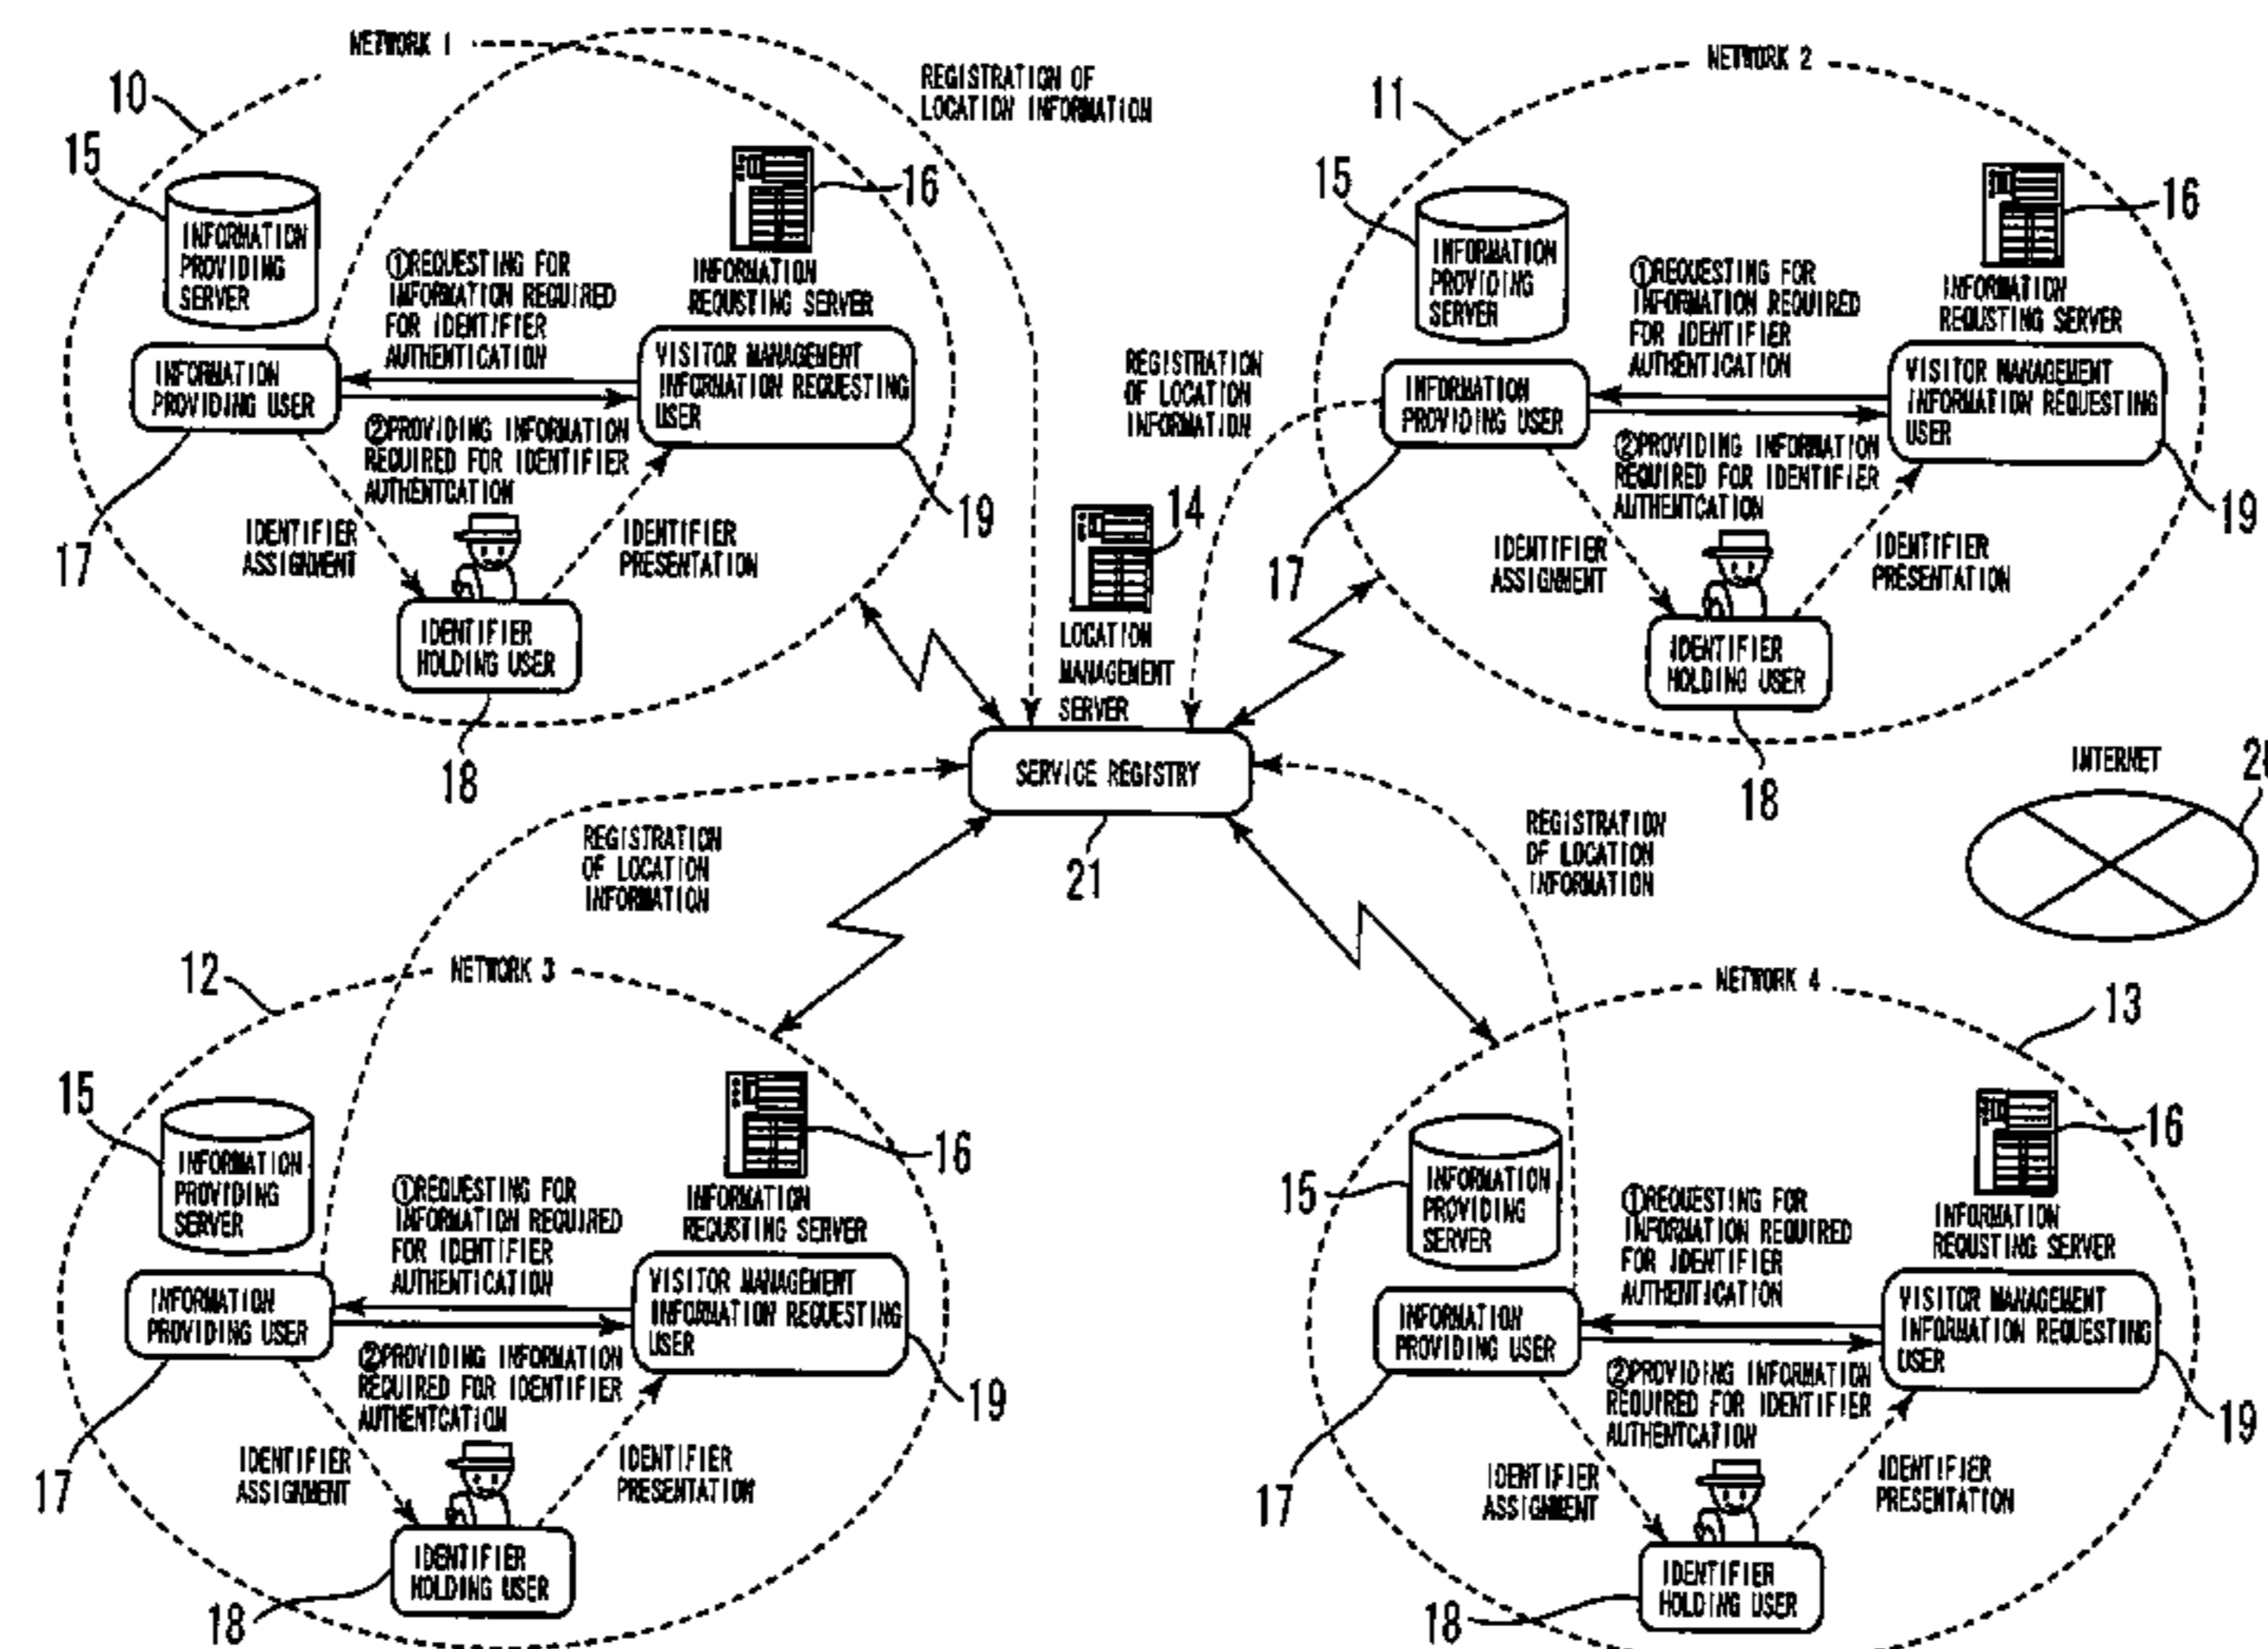 NETWORK 1
10
REGISTRATION OF
LOCATION INFORMATION
15
INFORMATION
PROVIDING
SERVER
16
INFORMATION
REQUSTING SERVER
①REQUESTING FOR
INFORMATION REQUIRED
FOR IDENTIFIER
AUTHENTICATION
INFORMATION
PROVIDING USER
VISITOR MANAGEMENT
INFORMATION REQUESTING
USER
②PROVIDING INFORMATION
REQUIRED FOR IDENTIFIER
AUTHENTCATION
17
19
IDENTIFIER
ASSIGNMENT
IDENTIFIER
PRESENTATION
IDENTIFIER
HOLDING USER
18
NETWORK 2
11
15
INFORMATION
PROVIDING
SERVER
16
INFORMATION
REQUSTING SERVER
①REQUESTING FOR
INFORMATION REQUIRED
FOR IDENTIFIER
AUTHENTICATION
REGISTRATION
OF LOCATION
INFORMATION
INFORMATION
PROVIDING USER
VISITOR MANAGEMENT
INFORMATION REQUESTING
USER
②PROVIDING INFORMATION
REQUIRED FOR IDENTIFIER
AUTHENTCATION
17
19
IDENTIFIER
ASSIGNMENT
IDENTIFIER
PRESENTATION
IDENTIFIER
HOLDING USER
18
14
LOCATION
MANAGEMENT
SERVER
SERVICE REGISTRY
21
INTERNET
REGISTRATION
OF LOCATION
INFORMATION
REGISTRATION
OF LOCATION
INFORMATION
NETWORK 3
12
15
INFORMATION
PROVIDING
SERVER
16
INFORMATION
REQUSTING SERVER
①REQUESTING FOR
INFORMATION REQUIRED
FOR IDENTIFIER
AUTHENTICATION
INFORMATION
PROVIDING USER
VISITOR MANAGEMENT
INFORMATION REQUESTING
USER
②PROVIDING INFORMATION
REQUIRED FOR IDENTIFIER
AUTHENTCATION
17
19
IDENTIFIER
ASSIGNMENT
IDENTIFIER
PRESENTATION
IDENTIFIER
HOLDING USER
18
NETWORK 4
13
15
INFORMATION
PROVIDING
SERVER
16
INFORMATION
REQUSTING SERVER
①REQUESTING FOR
INFORMATION REQUIRED
FOR IDENTIFIER
AUTHENTICATION
INFORMATION
PROVIDING USER
VISITOR MANAGEMENT
INFORMATION REQUESTING
USER
②PROVIDING INFORMATION
REQUIRED FOR IDENTIFIER
AUTHENTCATION
17
19
IDENTIFIER
ASSIGNMENT
IDENTIFIER
PRESENTATION
IDENTIFIER
HOLDING USER
18